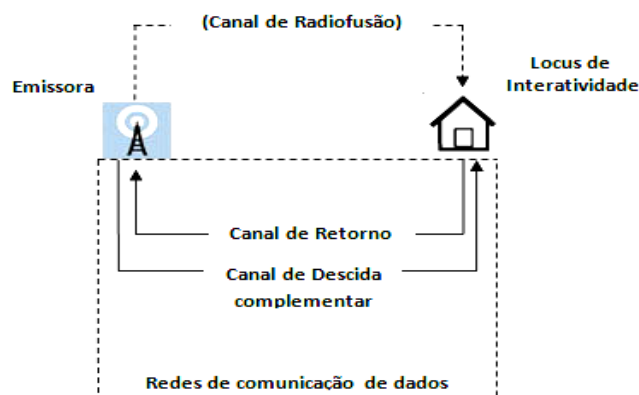 (Canal de Radiofusão)
Emissora
Locus de
Interatividade
Canal de Retorno
Canal de Descida
complementar
Redes de comunicação de dados